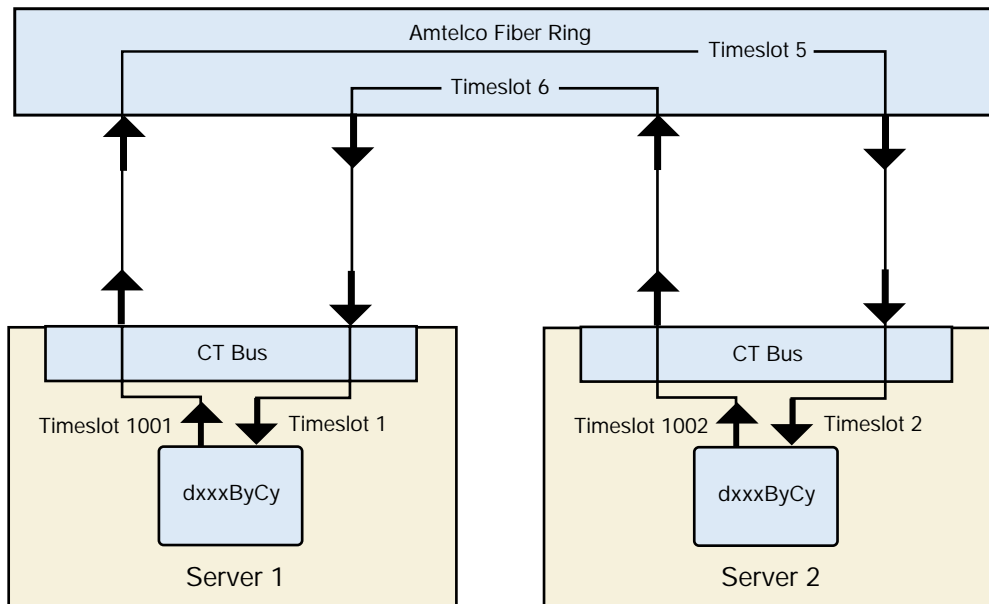 Amtelco Fiber Ring
Timeslot 5
Timeslot 6
CT Bus
CT Bus
Timeslot 1001
Timeslot 1
Timeslot 1002
Timeslot 2
dxxxByCy
dxxxByCy
Server 1
Server 2